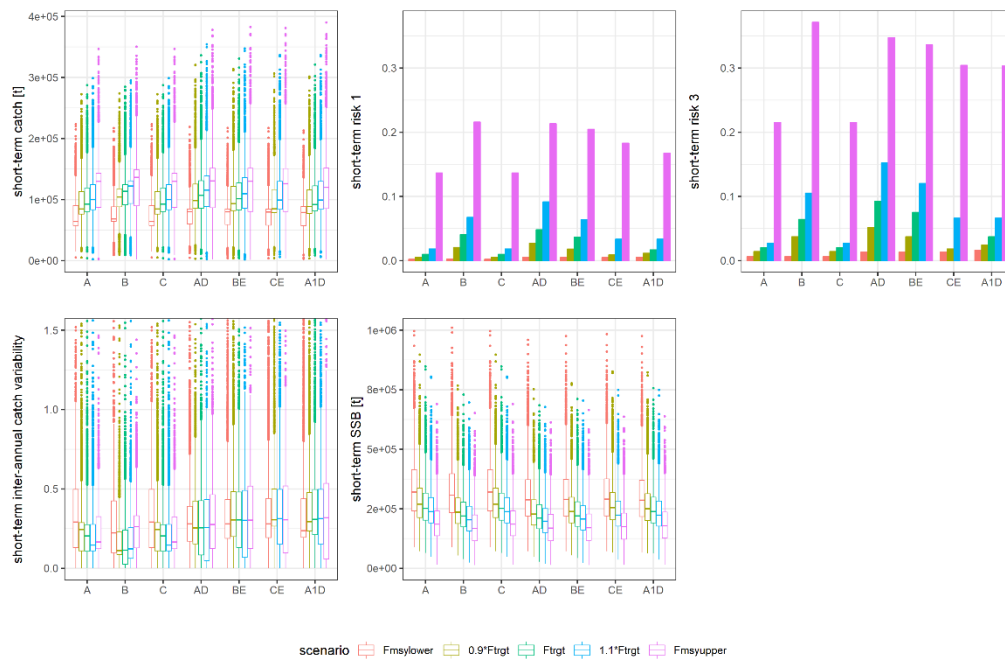 short-term catch [t]
4e+05
3e+05
2e+05
1e+05
0e+00
A B C AD BE CE A1D
short-term risk 1
0.3
0.2
0.1
0.0
A B C AD BE CE A1D
short-term risk 3
0.3
0.2
0.1
0.0
A B C AD BE CE A1D
short-term inter-annual catch variability
1.5
1.0
0.5
0.0
A B C AD BE CE A1D
short-term SSB [t]
1e+06
8e+05
5e+05
2e+05
0e+00
A B C AD BE CE A1D
scenario Fmsylower 0.9*Ftrgt Ftrgt 1.1*Ftrgt Fmsyupper